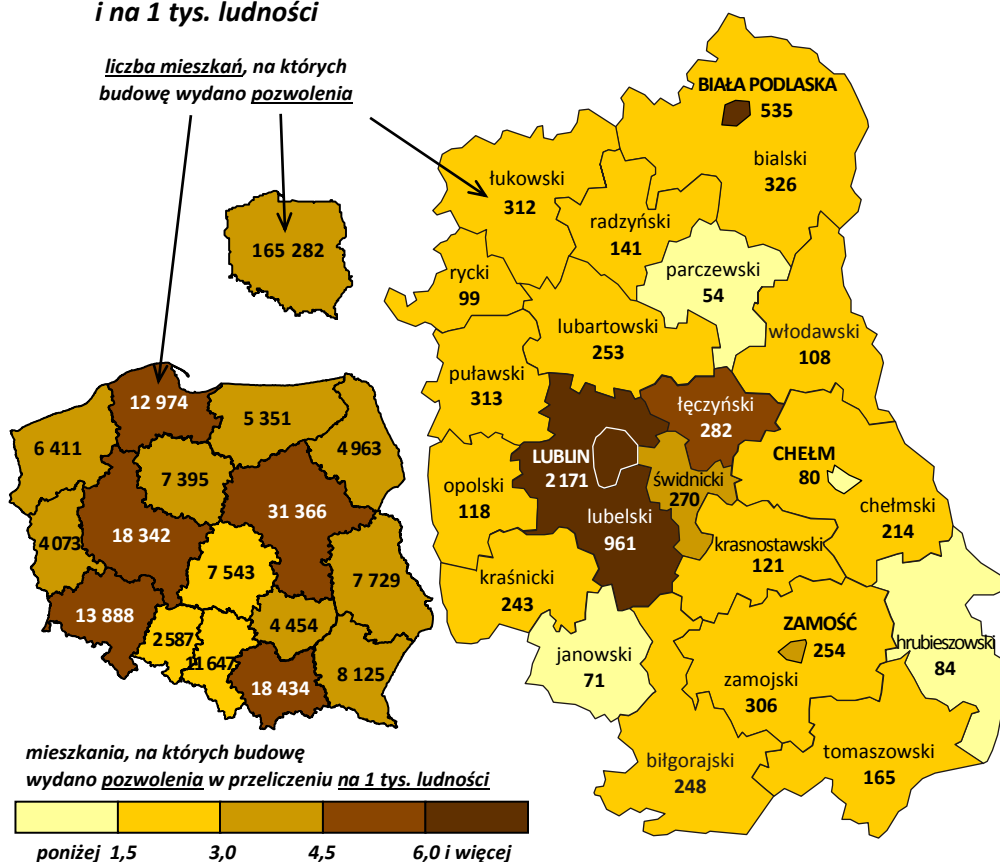 i na 1 tys. ludności
liczba mieszkań, na których
budowę wydano pozwolenia
165 282
12 974
5 351
6 411
4 963
7 395
31 366
18 342
4 073
7 543
7 729
13 888
2 587
4 454
11 647
18 434
8 125
BIAŁA PODLASKA
535
bialski
326
łukowski
312
radzyński
141
parczewski
54
rycki
99
lubartowski
253
włodawski
108
puławski
313
łęczyński
282
LUBLIN
2 171
CHEŁM
80
świdnicki
270
opolski
118
chełmski
214
lubelski
961
krasnostawski
121
kraśnicki
243
ZAMOŚĆ
254
hrubieszowski
84
janowski
71
zamojski
306
biłgorajski
248
tomaszowski
165
mieszkania, na których budowę
wydano pozwolenia w przeliczeniu na 1 tys. ludności
poniżej 1,5 3,0 4,5 6,0 i więcej